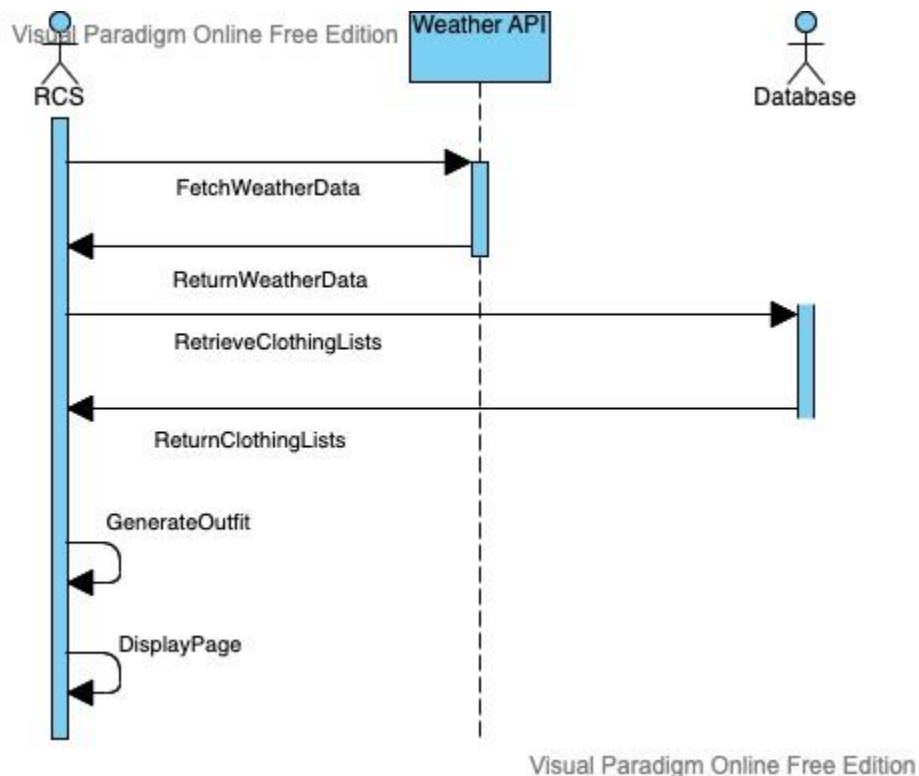 Visual Paradigm Online Free Edition
Weather API
RCS
Database
FetchWeatherData
ReturnWeatherData
RetrieveClothingLists
ReturnClothingLists
GenerateOutfit
DisplayPage
Visual Paradigm Online Free Edition